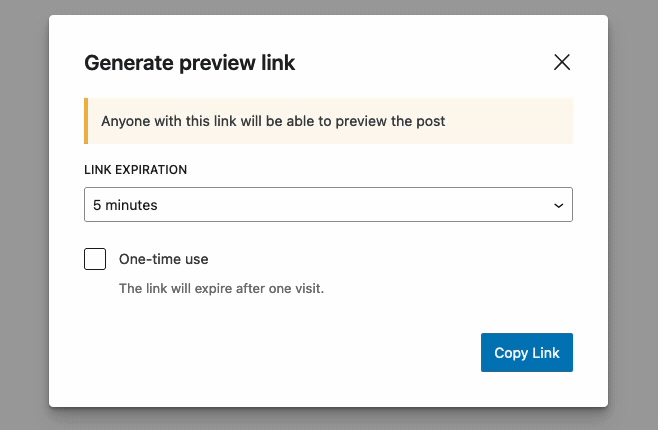 Generate preview link
Anyone with this link will be able to preview the post
LINK EXPIRATION
5 minutes
One-time use
The link will expire after one visit.
Copy Link